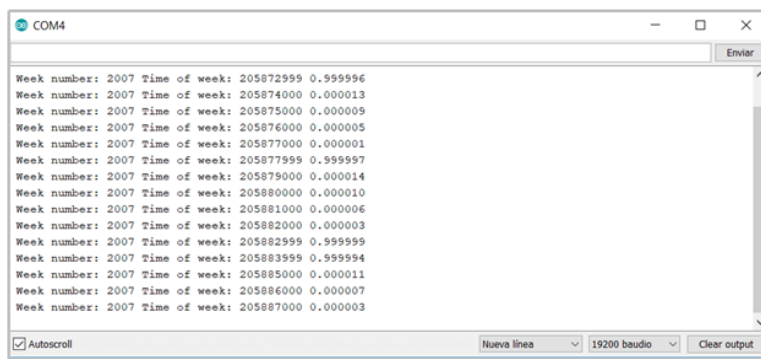 COM4
Enviar
Week number: 2007 Time of week: 205872999 0.999996
Week number: 2007 Time of week: 205874000 0.000013
Week number: 2007 Time of week: 205875000 0.000009
Week number: 2007 Time of week: 205876000 0.000005
Week number: 2007 Time of week: 205877000 0.000001
Week number: 2007 Time of week: 205877999 0.999997
Week number: 2007 Time of week: 205879000 0.000014
Week number: 2007 Time of week: 205880000 0.000010
Week number: 2007 Time of week: 205881000 0.000006
Week number: 2007 Time of week: 205882000 0.000003
Week number: 2007 Time of week: 205882999 0.999999
Week number: 2007 Time of week: 205883999 0.999994
Week number: 2007 Time of week: 205885000 0.000011
Week number: 2007 Time of week: 205886000 0.000007
Week number: 2007 Time of week: 205887000 0.000003
Autoscroll Nueva línea 19200 baudio Clear output